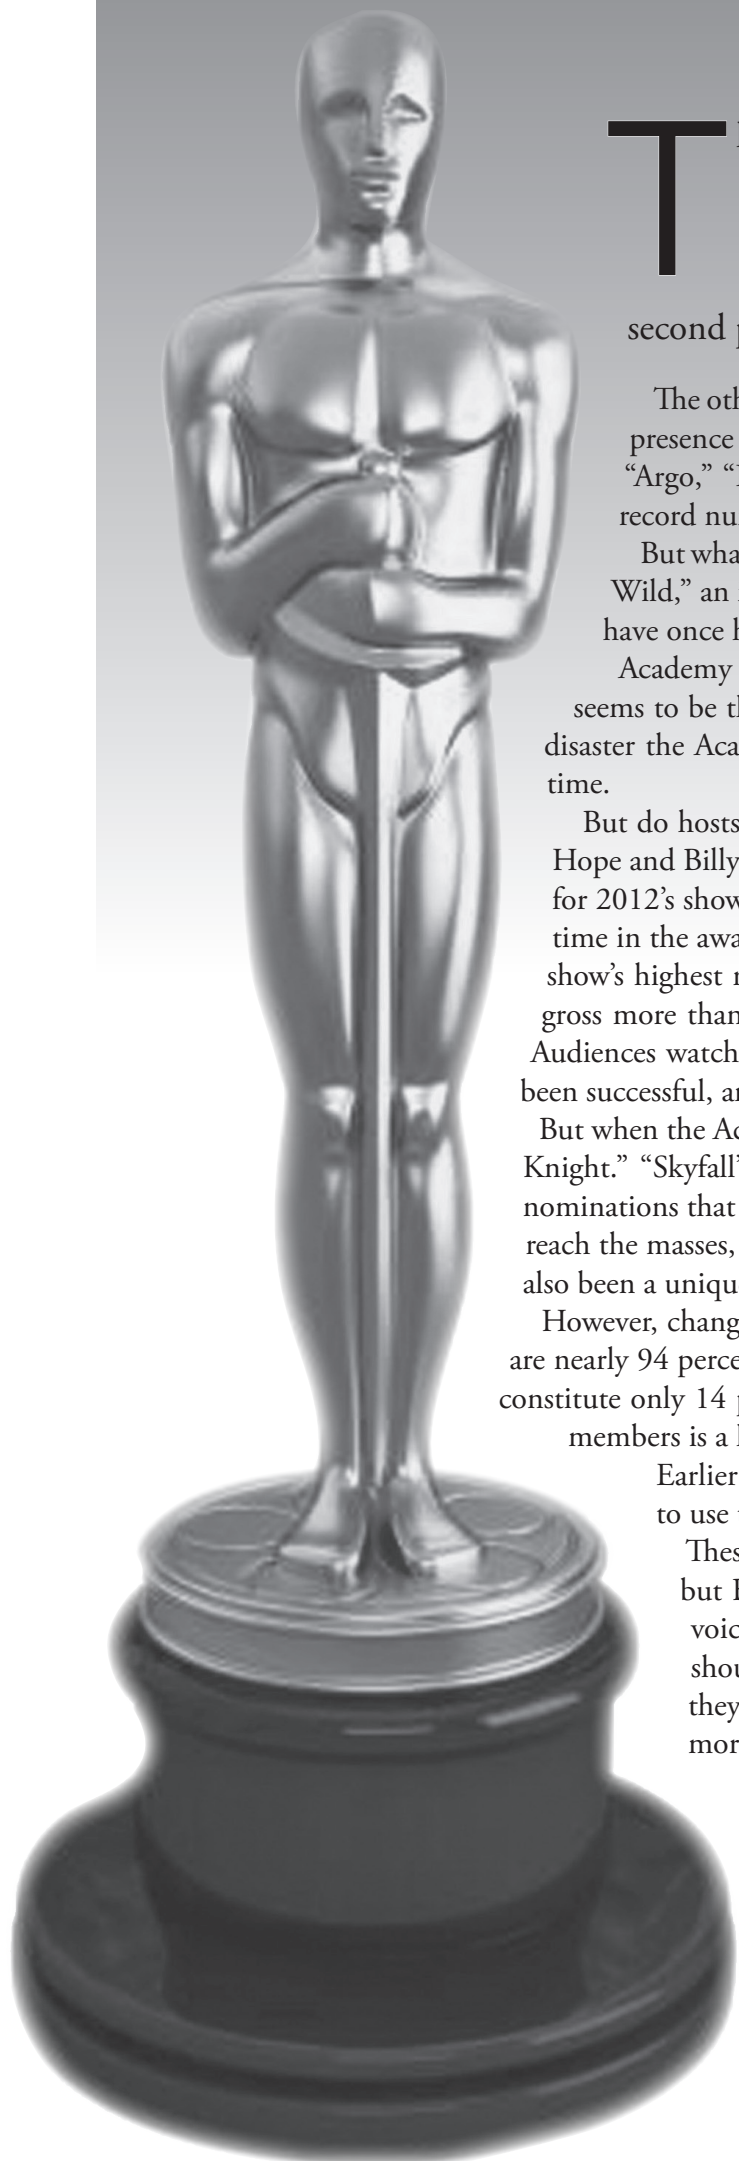 T
second
The oth
presence
“Argo,” “
record nu
But wha
Wild,” an
have once h
Academy
seems to be th
disaster the Aca
time.
But do hosts
Hope and Billy
for 2012’s show
time in the awa
show’s highest
gross more than
Audiences watch
been successful, a
But when the Ac
Knight.” “Skyfall’
nominations that
reach the masses,
also been a uniqu
However, chang
are nearly 94 perce
constitute only 14
members is a
Earlier
to use
Thes
but
voic
shou
they
mor